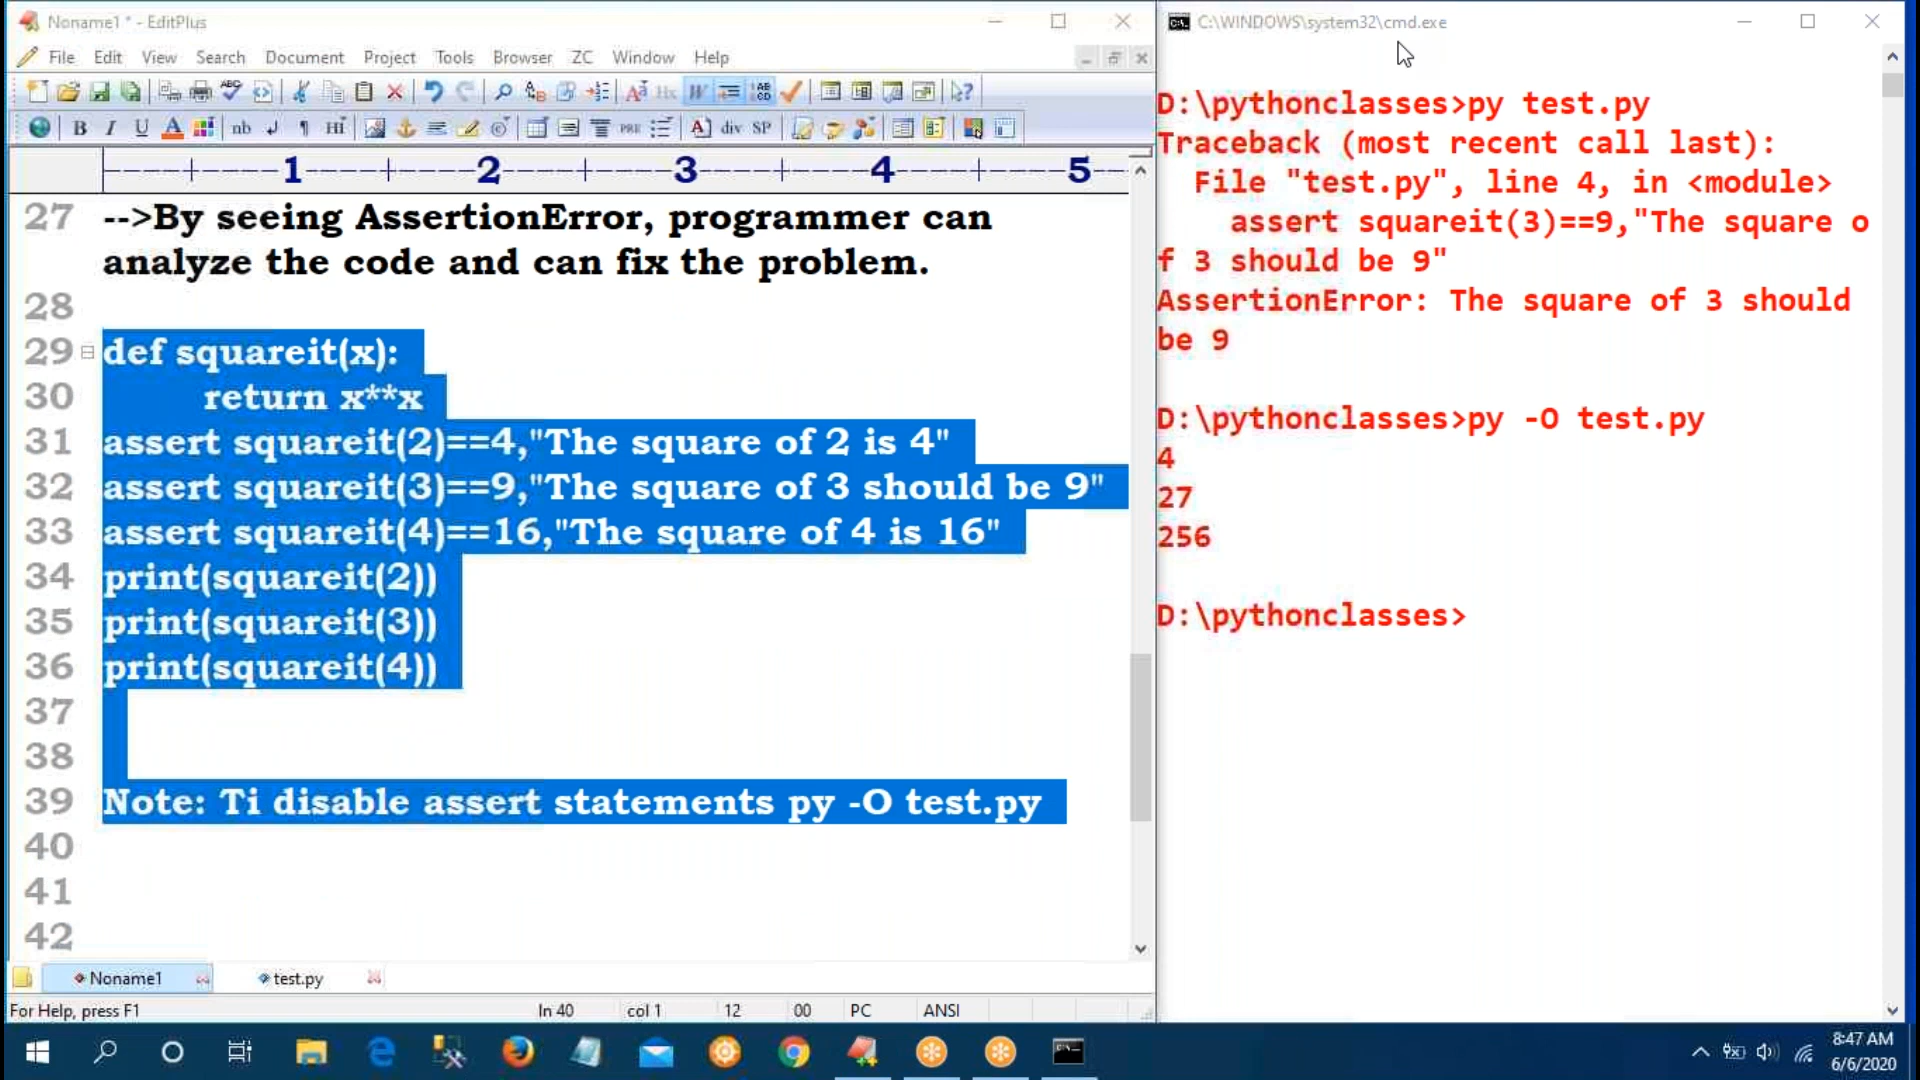 Noname1 * - EditPlus
File Edit View Search Document Project Tools Browser ZC Window Help
B I U A nb Hi div SP
----+----1----+----2----+----3----+----4----+----5--
27 -->By seeing AssertionError, programmer can
analyze the code and can fix the problem.
28
29 def squareit(x):
30 return x**x
31 assert squareit(2)==4,"The square of 2 is 4"
32 assert squareit(3)==9,"The square of 3 should be 9"
33 assert squareit(4)==16,"The square of 4 is 16"
34 print(squareit(2))
35 print(squareit(3))
36 print(squareit(4))
37
38
39 Note: Ti disable assert statements py -O test.py
40
41
42
Noname1 test.py
For Help, press F1 ln 40 col 1 12 00 PC ANSI
C:\WINDOWS\system32\cmd.exe
D:\pythonclasses>py test.py
Traceback (most recent call last):
File "test.py", line 4, in <module>
assert squareit(3)==9,"The square o
f 3 should be 9"
AssertionError: The square of 3 should
be 9
D:\pythonclasses>py -O test.py
4
27
256
D:\pythonclasses>
8:47 AM
6/6/2020